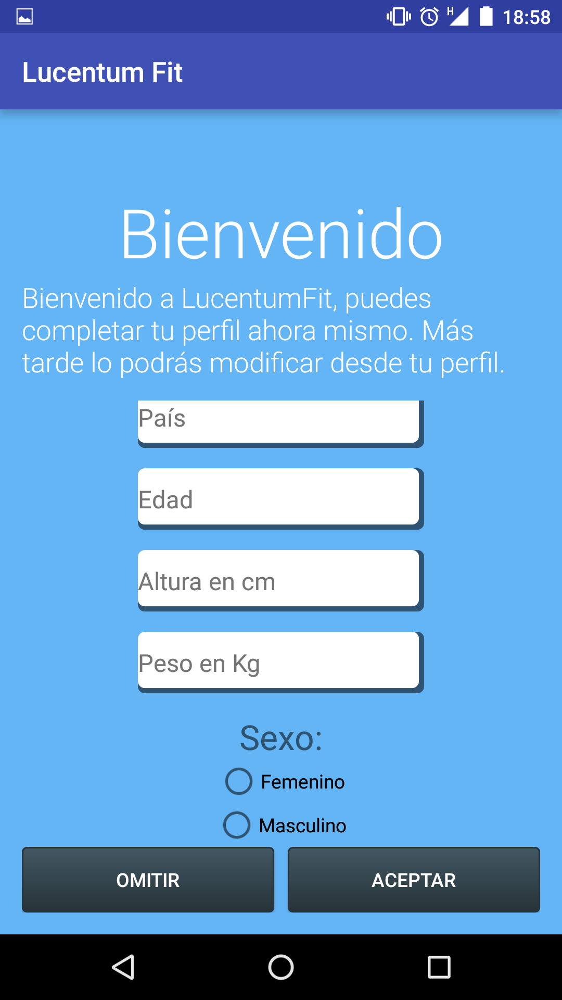 H 18:58
Lucentum Fit
Bienvenido
Bienvenido a LucentumFit, puedes
completar tu perfil ahora mismo. Más
tarde lo podrás modificar desde tu perfil.
País
Edad
Altura en cm
Peso en Kg
Sexo:
Femenino
Masculino
OMITIR ACEPTAR